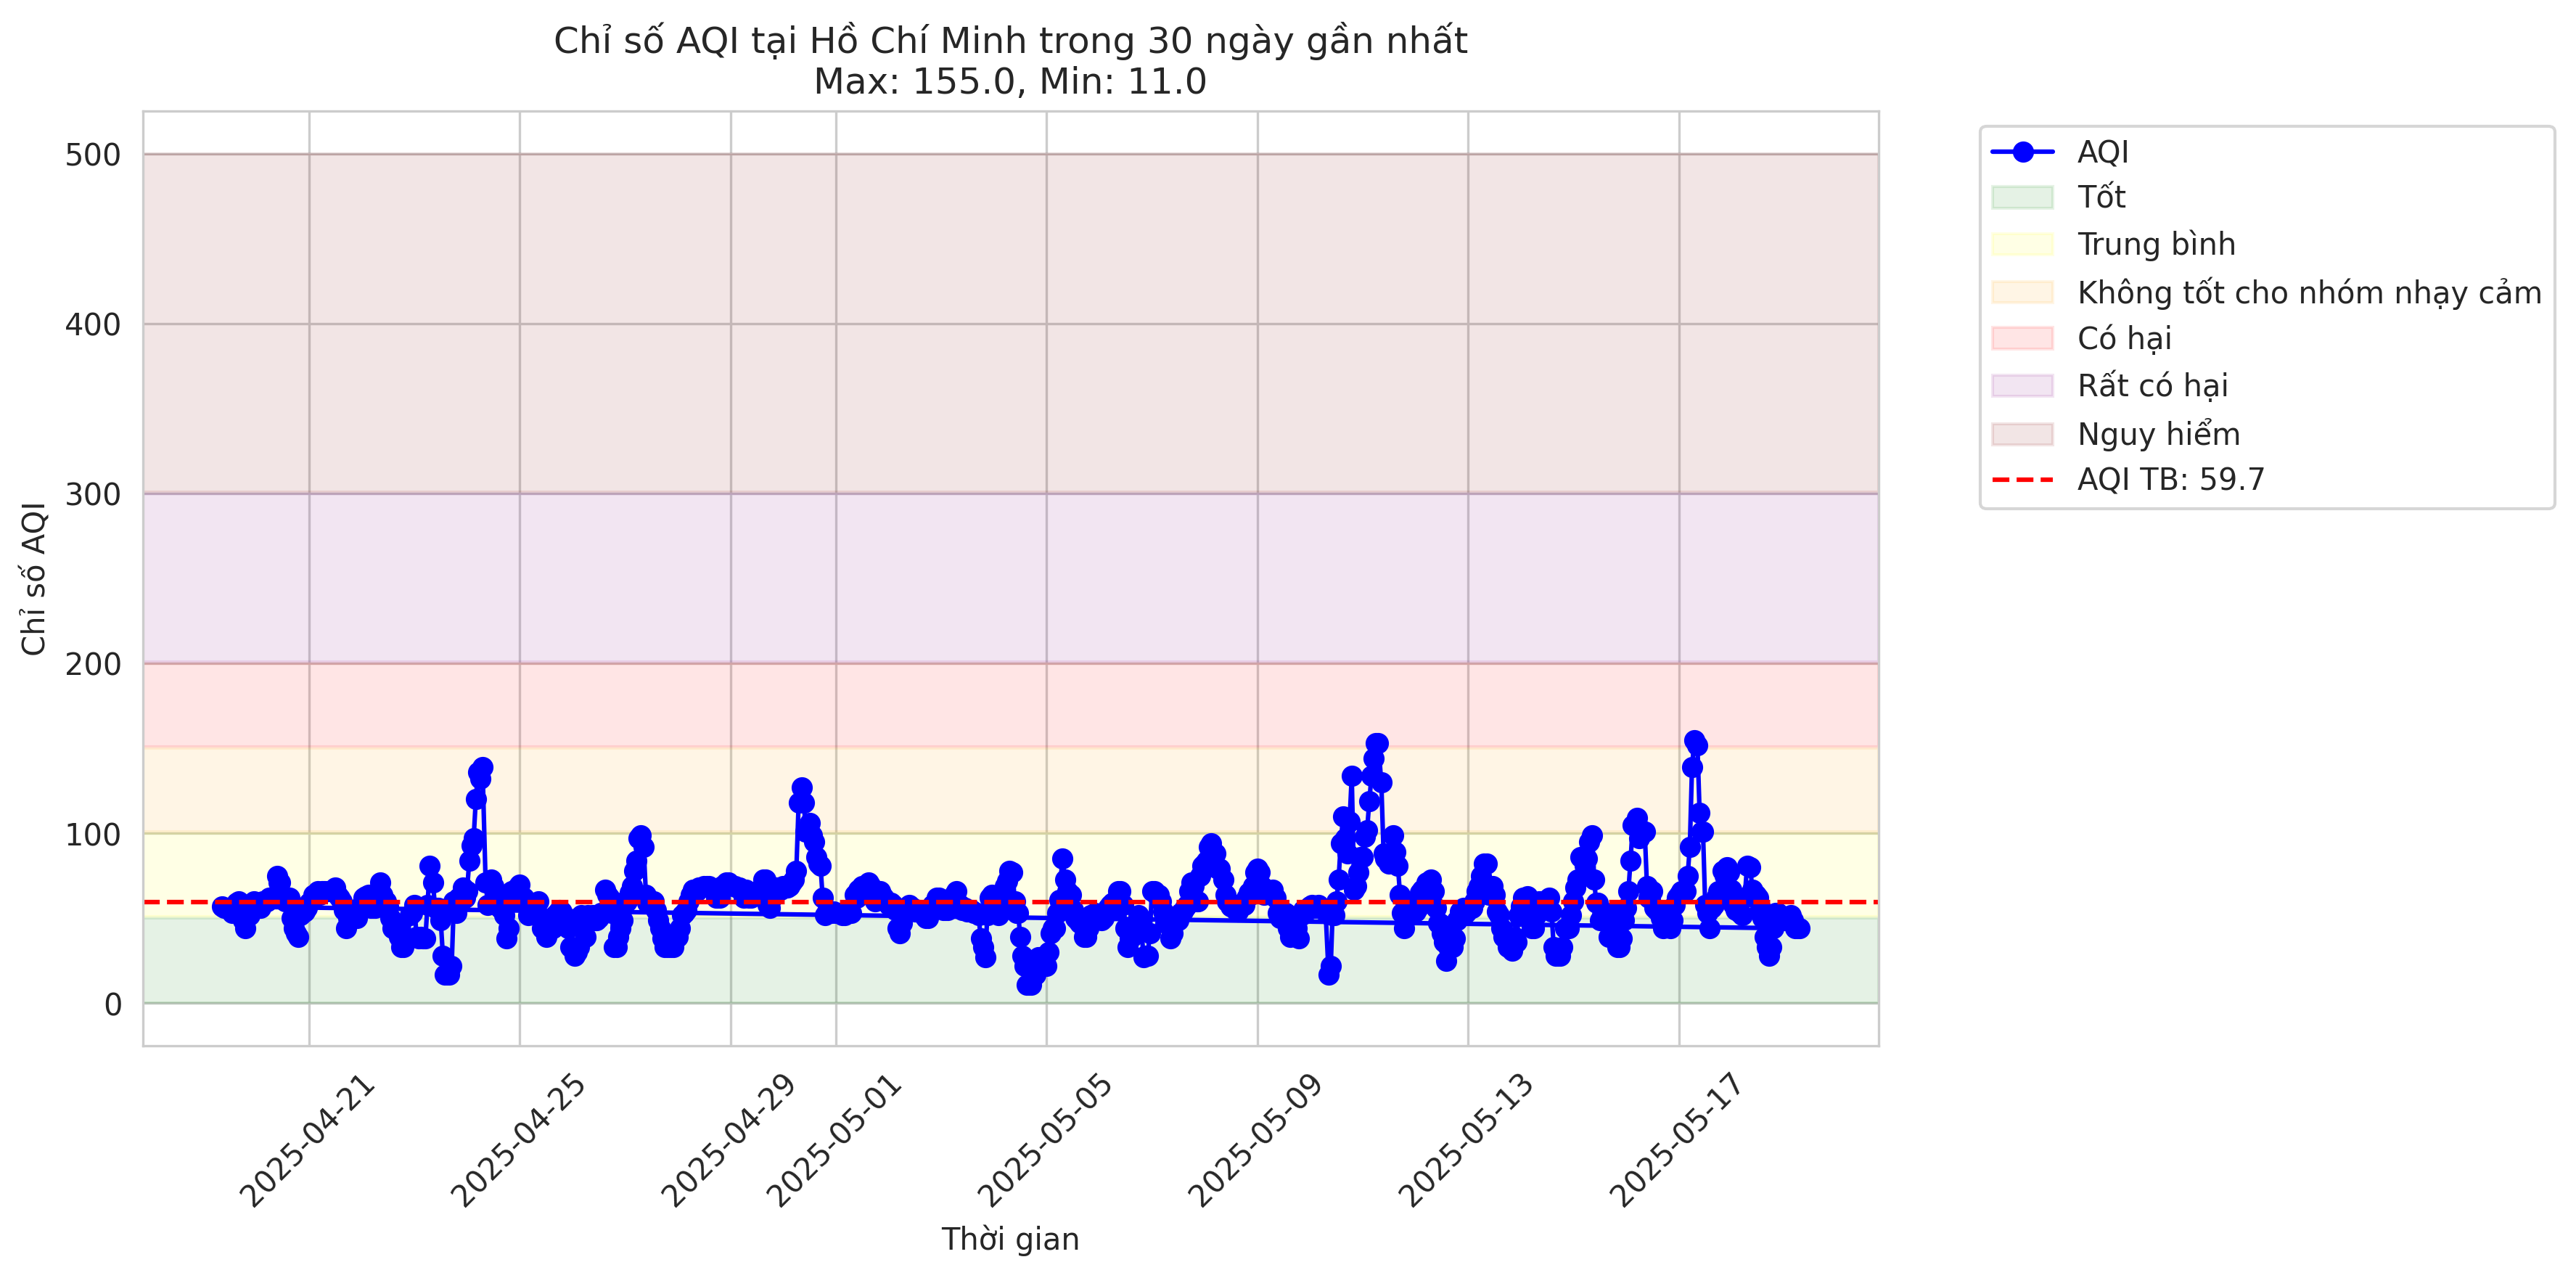 Chỉ số AQI tại Hồ Chí Minh trong 30 ngày gần nhất
Max: 155.0, Min: 11.0
Chỉ số AQI
500
400
300
200
100
0
2025-04-21
2025-04-25
2025-04-29
2025-05-01
2025-05-05
2025-05-09
2025-05-13
2025-05-17
Thời gian
AQI
Tốt
Trung bình
Không tốt cho nhóm nhạy cảm
Có hại
Rất có hại
Nguy hiểm
AQI TB: 59.7